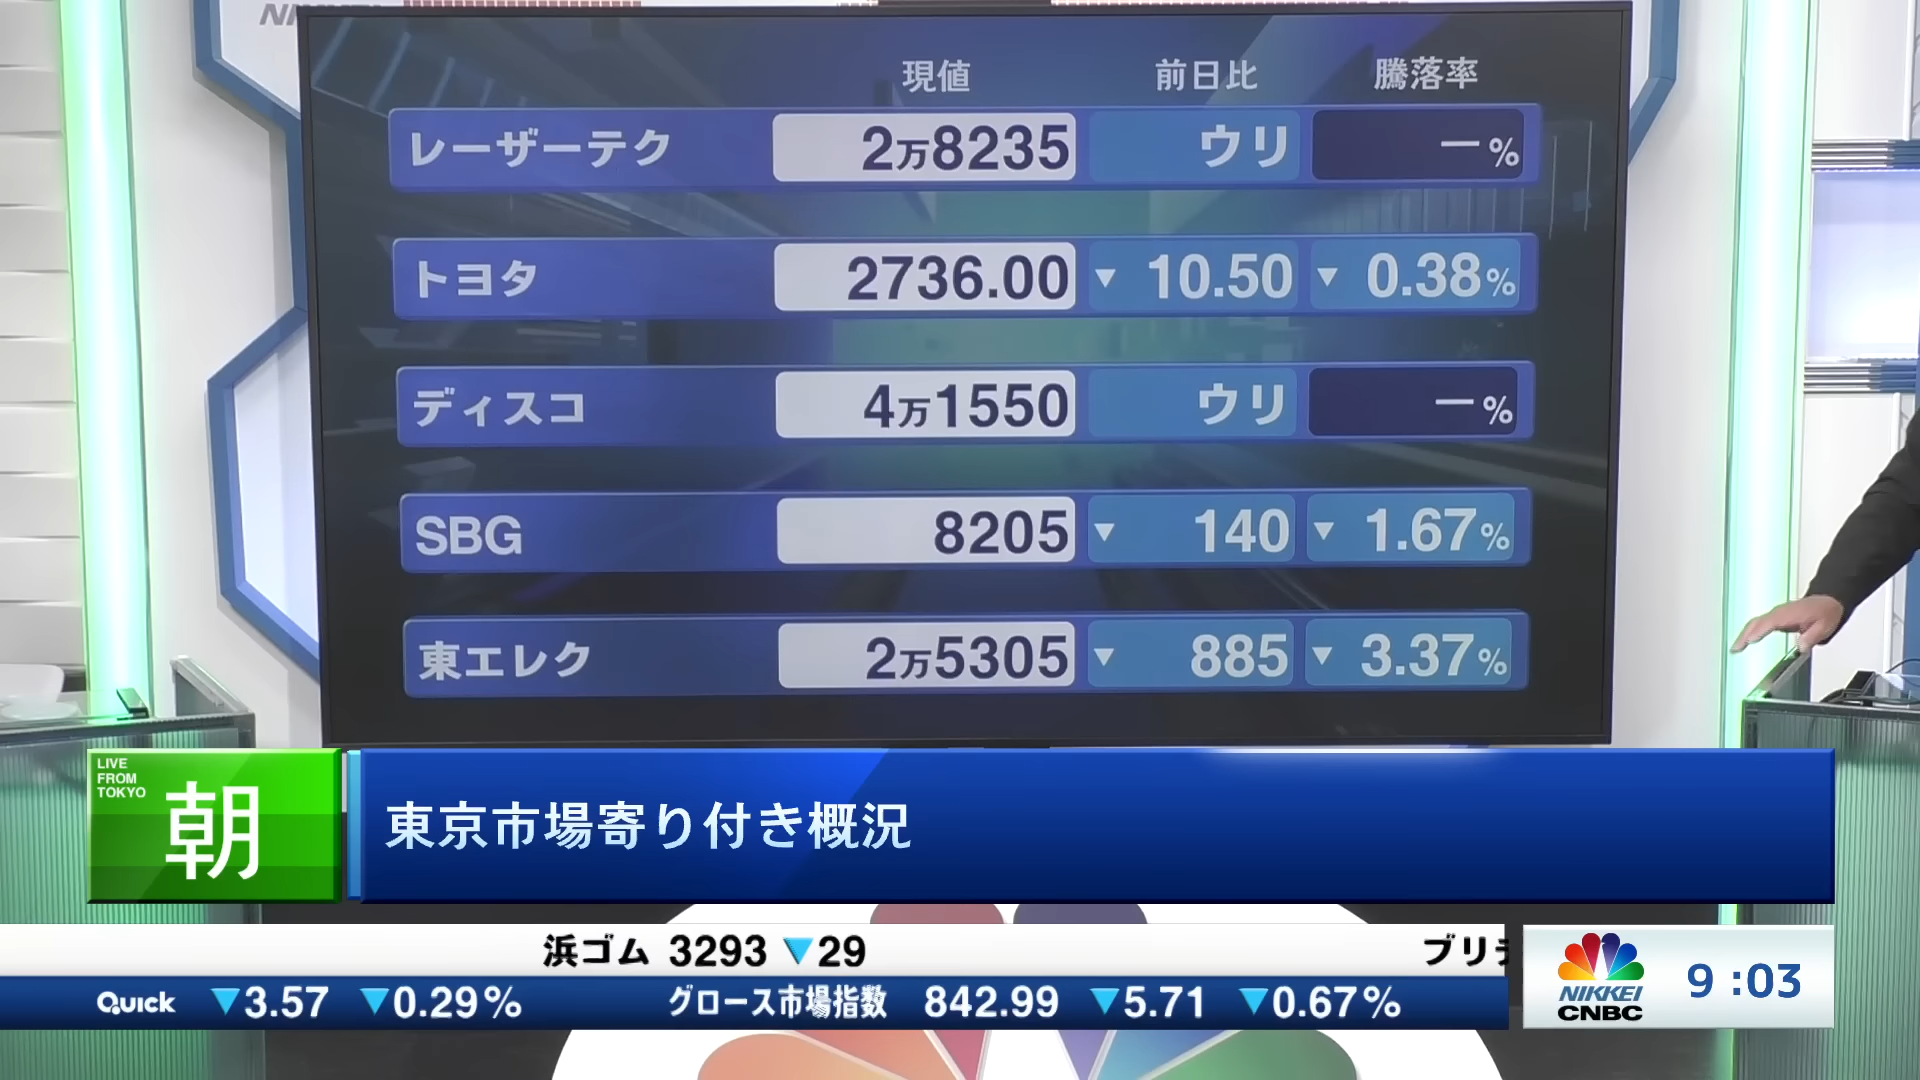 現値 前日比 騰落率
レーザーテク 2万8235 ウリ ー%
トヨタ 2736.00 ▼ 10.50 ▼ 0.38%
ディスコ 4万1550 ウリ ー%
SBG 8205 ▼ 140 ▼ 1.67%
東エレク 2万5305 ▼ 885 ▼ 3.37%
LIVE
FROM
TOKYO
朝
東京市場寄り付き概況
浜ゴム 3293 ▼29 ブリヂ
QUICK ▼3.57 ▼0.29% グロース市場指数 842.99 ▼5.71 ▼0.67%
NIKKEI
CNBC
9:03